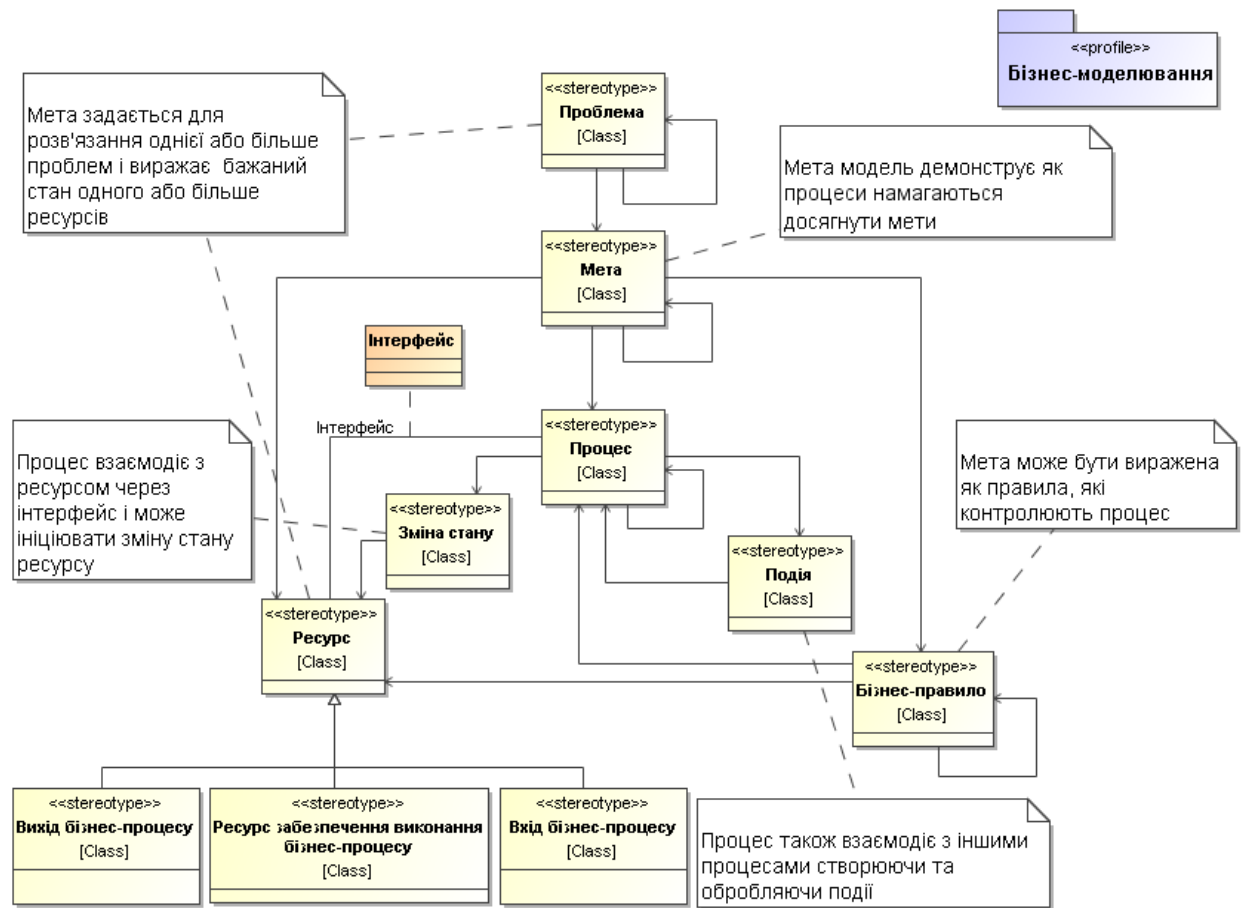 <<profile>>
Бізнес-моделювання
<<stereotype>>
Проблема
[Class]
Мета задається для
розв'язання однієї або більше
проблем і виражає бажаний
стан одного або більше
ресурсів
Мета модель демонструє як
процеси намагаються
досягнути мети
<<stereotype>>
Мета
[Class]
Інтерфейс
Інтерфейс
<<stereotype>>
Процес
[Class]
Процес взаємодіє з
ресурсом через
інтерфейс і може
ініціювати зміну стану
ресурсу
Мета може бути виражена
як правила, які
контролюють процес
<<stereotype>>
Зміна стану
[Class]
<<stereotype>>
Подія
[Class]
<<stereotype>>
Ресурс
[Class]
<<stereotype>>
Бізнес-правило
[Class]
<<stereotype>>
Вихід бізнес-процесу
[Class]
<<stereotype>>
Ресурс забезпечення виконання
бізнес-процесу
[Class]
<<stereotype>>
Вхід бізнес-процесу
[Class]
Процес також взаємодіє з іншими
процесами створюючи та
обробляючи події